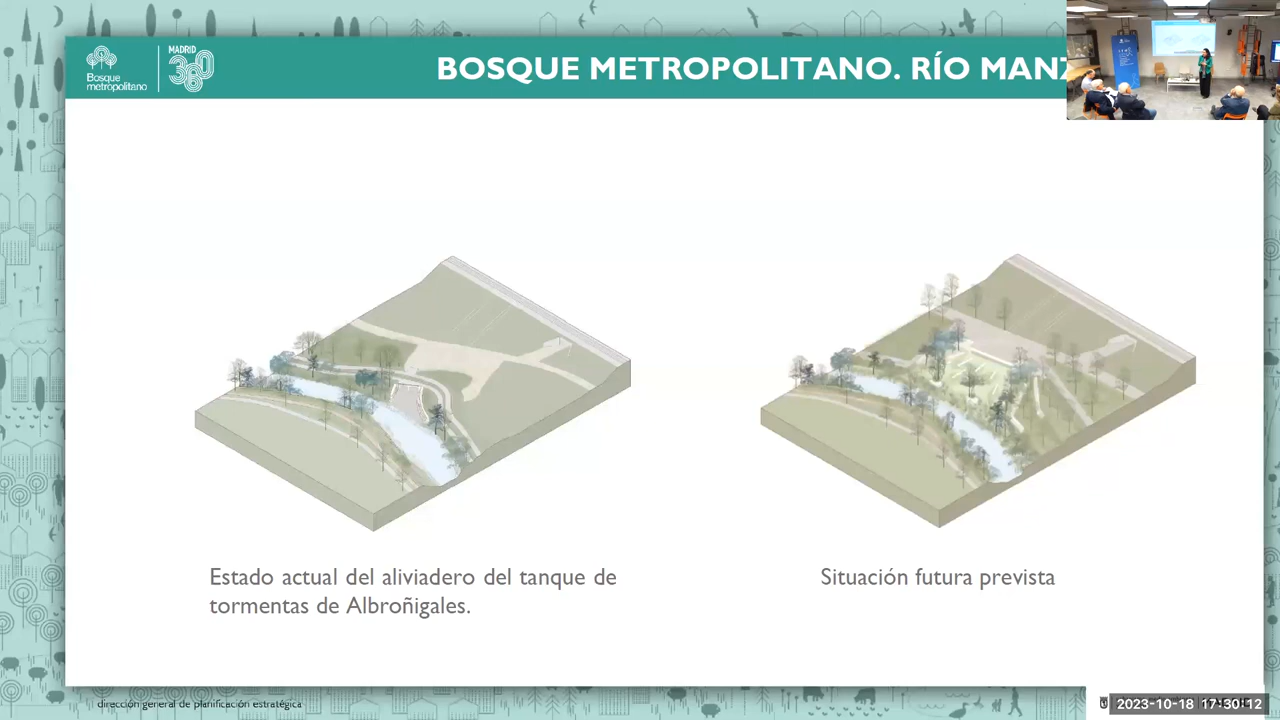 Bosque
metropolitano
MADRID
360
BOSQUE METROPOLITANO. RÍO MANZ
Estado actual del aliviadero del tanque de
tormentas de Albroñigales.
Situación futura prevista
dirección general de planificación estratégica
2023-10-18 17:30:12